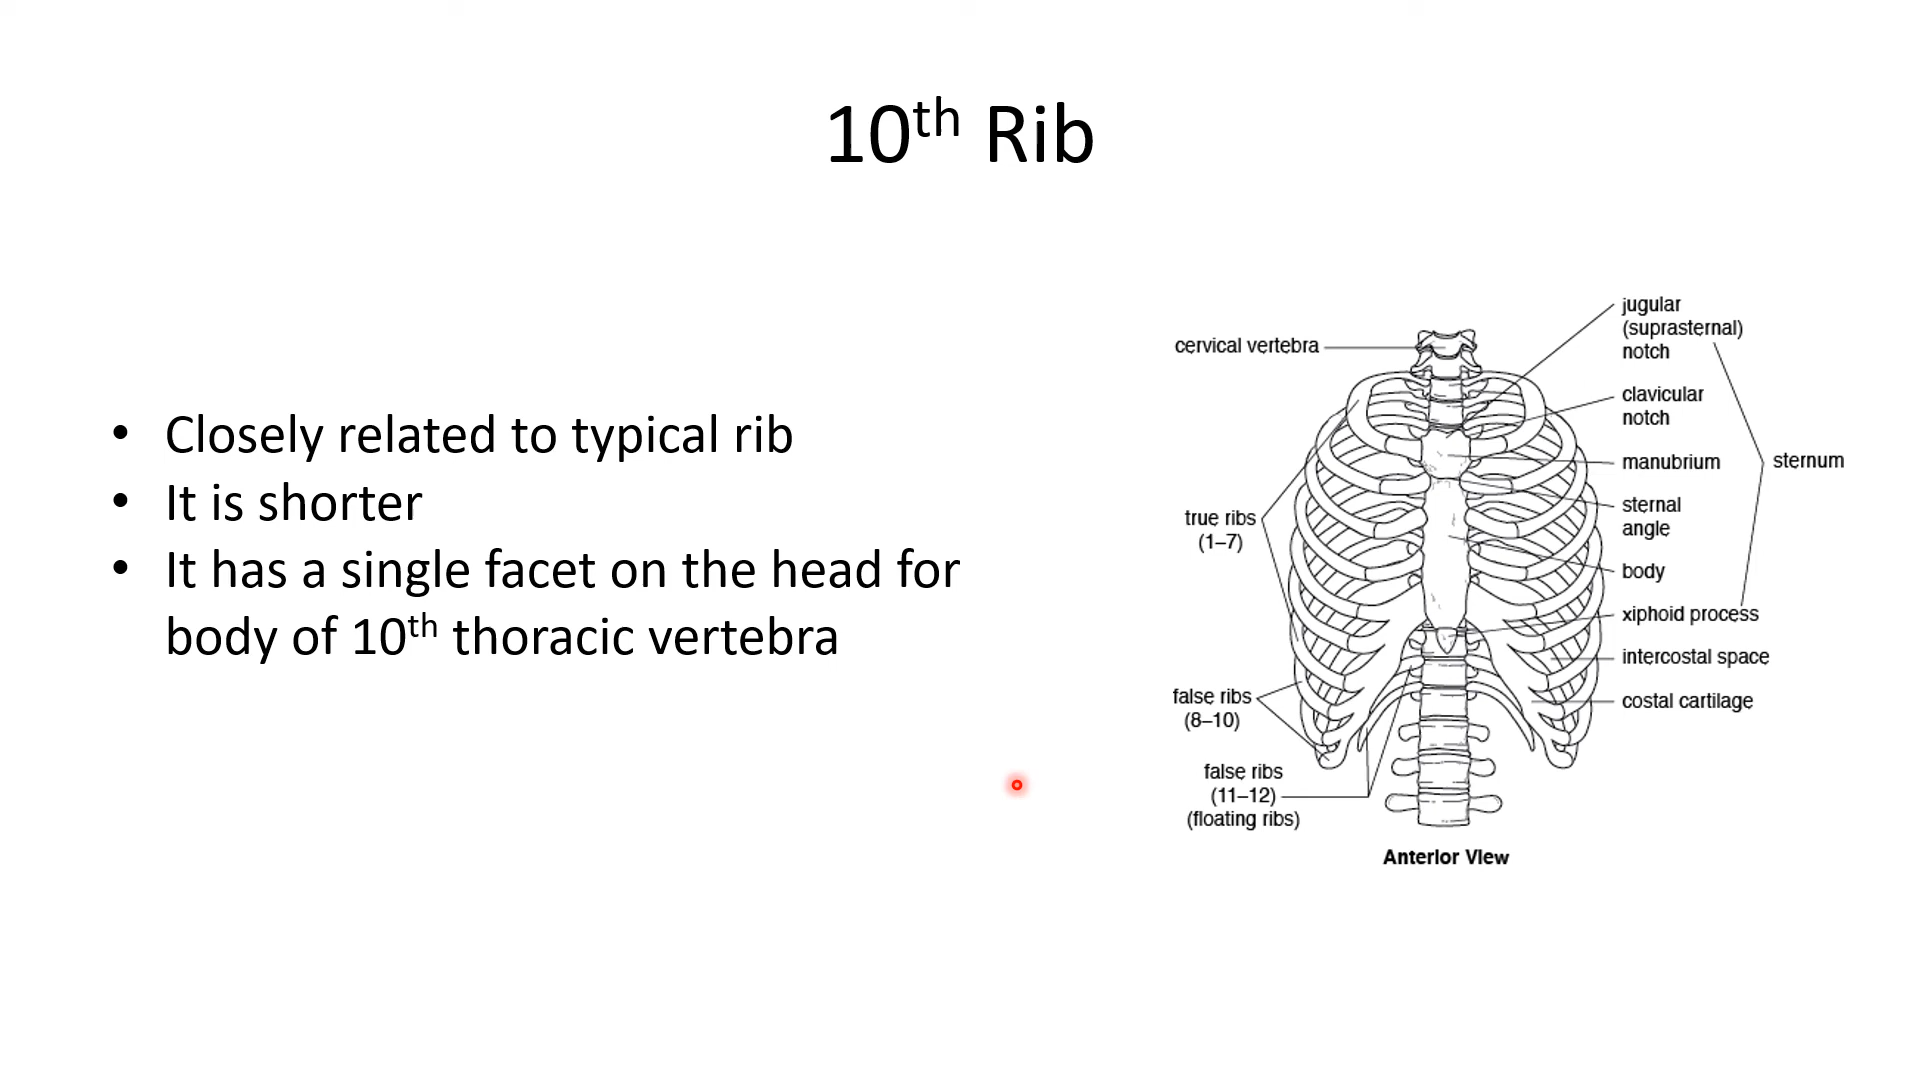 10th Rib
• Closely related to typical rib
• It is shorter
• It has a single facet on the head for
body of 10th thoracic vertebra
cervical vertebra
true ribs
(1–7)
false ribs
(8–10)
false ribs
(11–12)
(floating ribs)
jugular
(suprasternal)
notch
clavicular
notch
manubrium
sternum
sternal
angle
body
xiphoid process
intercostal space
costal cartilage
Anterior View